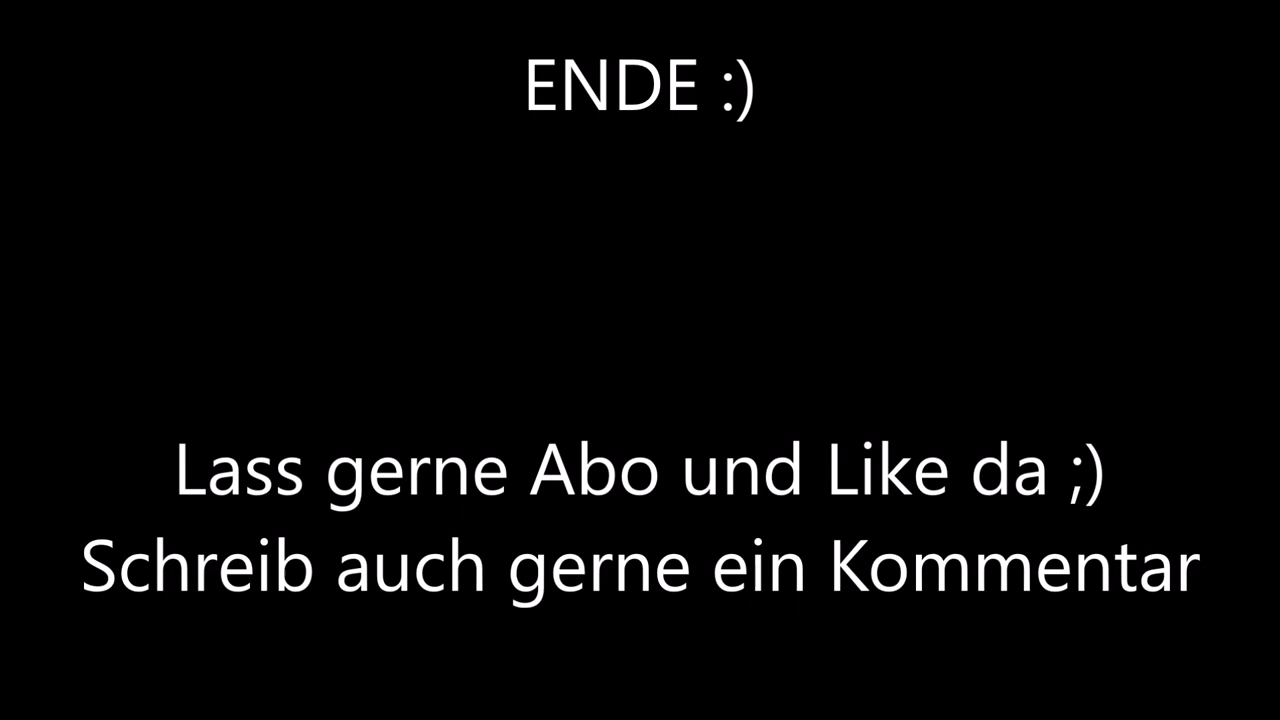 ENDE :)
Lass gerne Abo und Like da ;)
Schreib auch gerne ein Kommentar